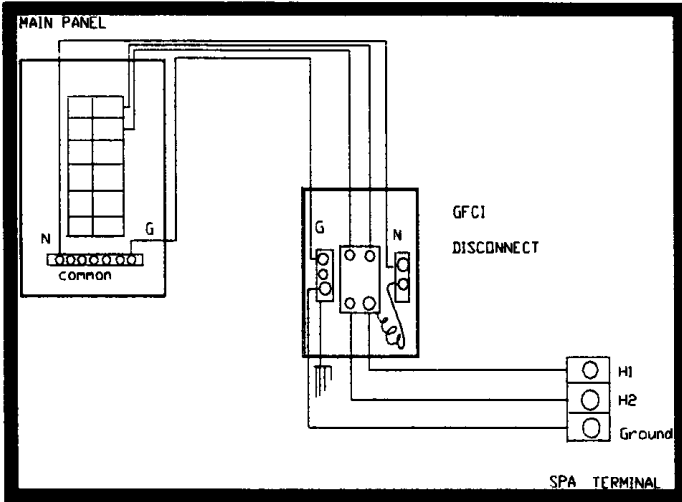 MAIN PANEL
N
G
common
G
N
GFCI
DISCONNECT
H1
H2
Ground
SPA TERMINAL